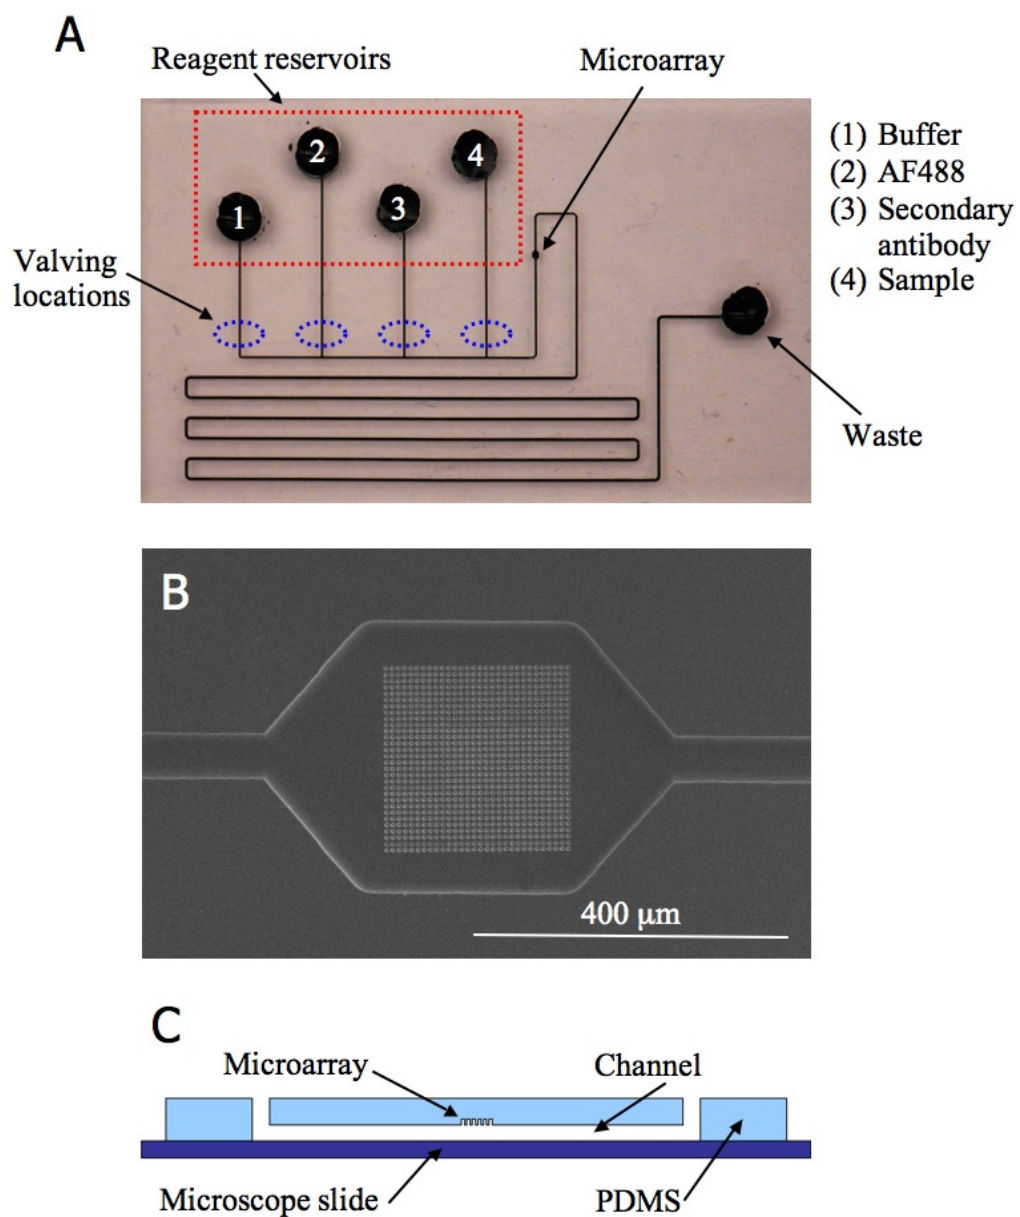 A
Reagent reservoirs
Microarray
2
4
1
3
(1) Buffer
(2) AF488
(3) Secondary
antibody
(4) Sample
Valving
locations
Waste
B
400 μm
C
Microarray
Channel
Microscope slide
PDMS